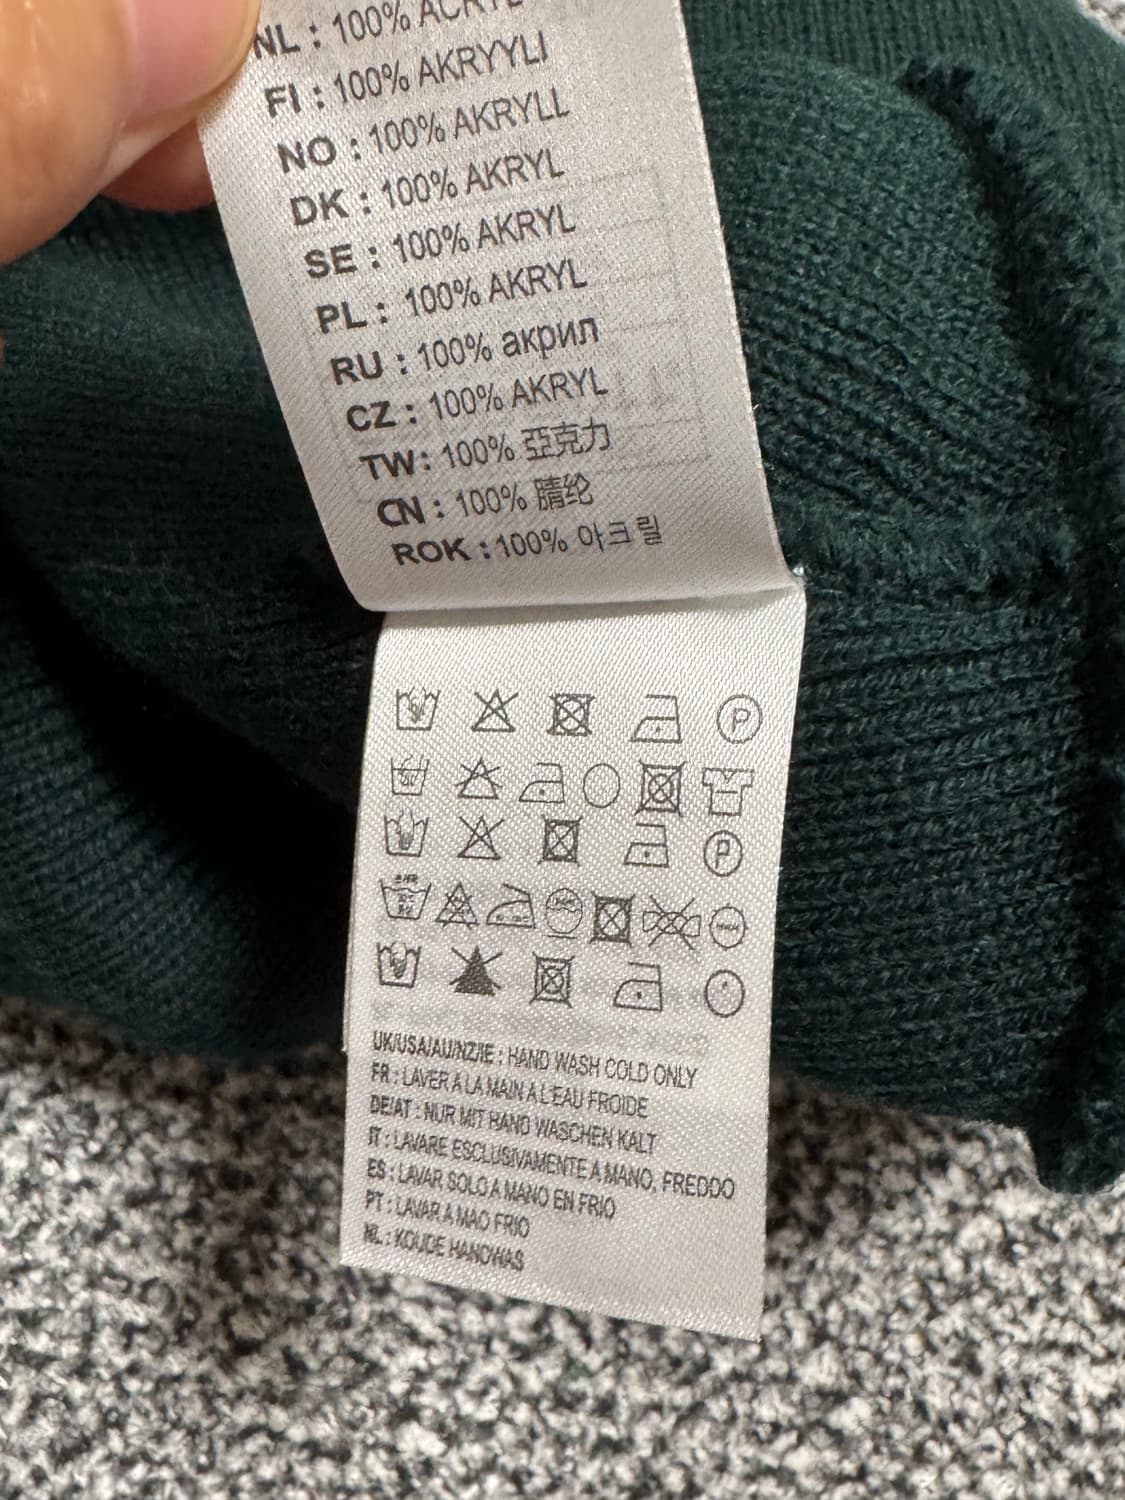 NL : 100% ACRYL
FI : 100% AKRYYLI
NO : 100% AKRYLL
DK : 100% AKRYL
SE : 100% AKRYL
PL : 100% AKRYL
RU : 100% акрил
CZ : 100% AKRYL
TW : 100% 亞克力
CN : 100% 腈纶
ROK : 100% 아크릴
P
P
UK/USA/AU/NZ/IE : HAND WASH COLD ONLY
FR : LAVER A LA MAIN A L'EAU FROIDE
DE/AT : NUR MIT HAND WASCHEN KALT
IT : LAVARE ESCLUSIVAMENTE A MANO, FREDDO
ES : LAVAR SOLO A MANO EN FRIO
PT : LAVAR A MAO FRIO
NL : KOUDE HANDWAS